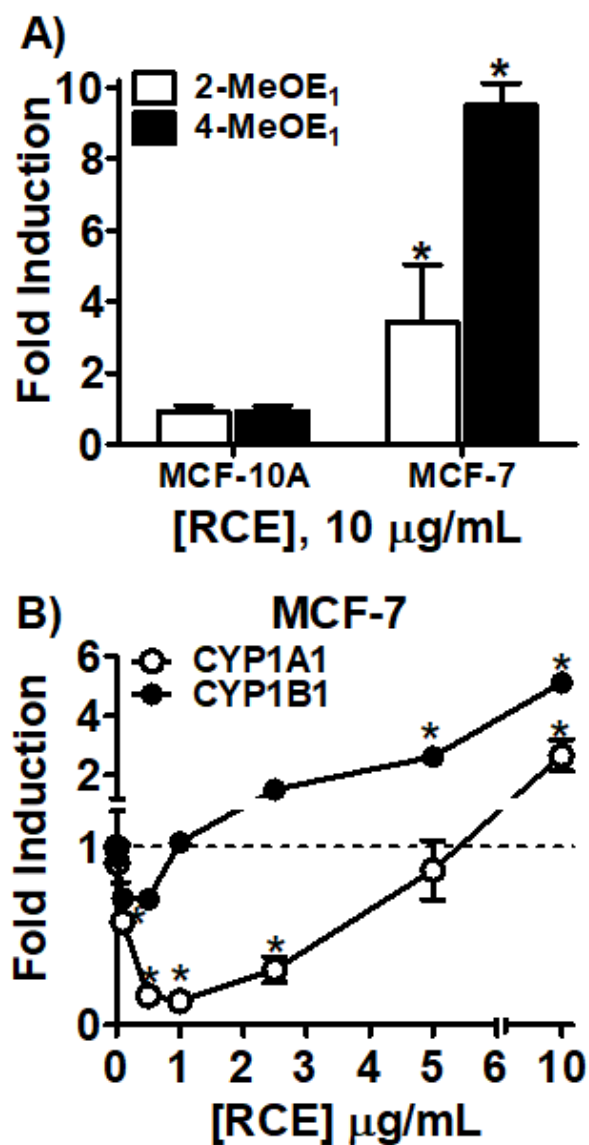 A)
Fold Induction
10
8
6
4
2
0
2-MeOE₁
4-MeOE₁
*
*
MCF-10A MCF-7
[RCE], 10 μg/mL
B) MCF-7
Fold Induction
6
4
2
1
0
CYP1A1
CYP1B1
* * * * * * *
0 1 2 3 4 5 6 10
[RCE] μg/mL